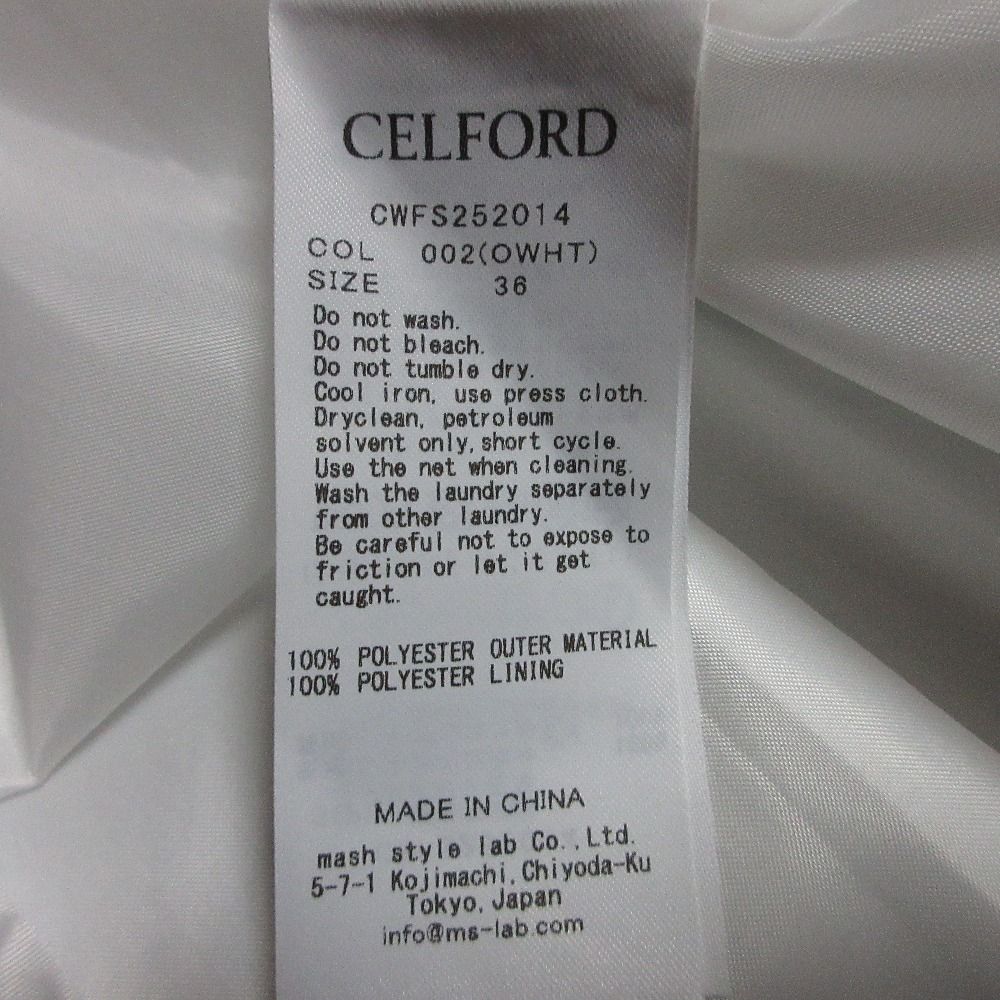 CELFORD
CWFS252014
COL 002(OWHT)
SIZE 36
Do not wash.
Do not bleach.
Do not tumble dry.
Cool iron, use press cloth.
Dryclean, petroleum
solvent only,short cycle.
Use the net when cleaning.
Wash the laundry separately
from other laundry.
Be careful not to expose to
friction or let it get
caught.
100% POLYESTER OUTER MATERIAL
100% POLYESTER LINING
MADE IN CHINA
mash style lab Co.,Ltd.
5-7-1 Kojimachi,Chiyoda-Ku
Tokyo,Japan
info@ms-lab.com